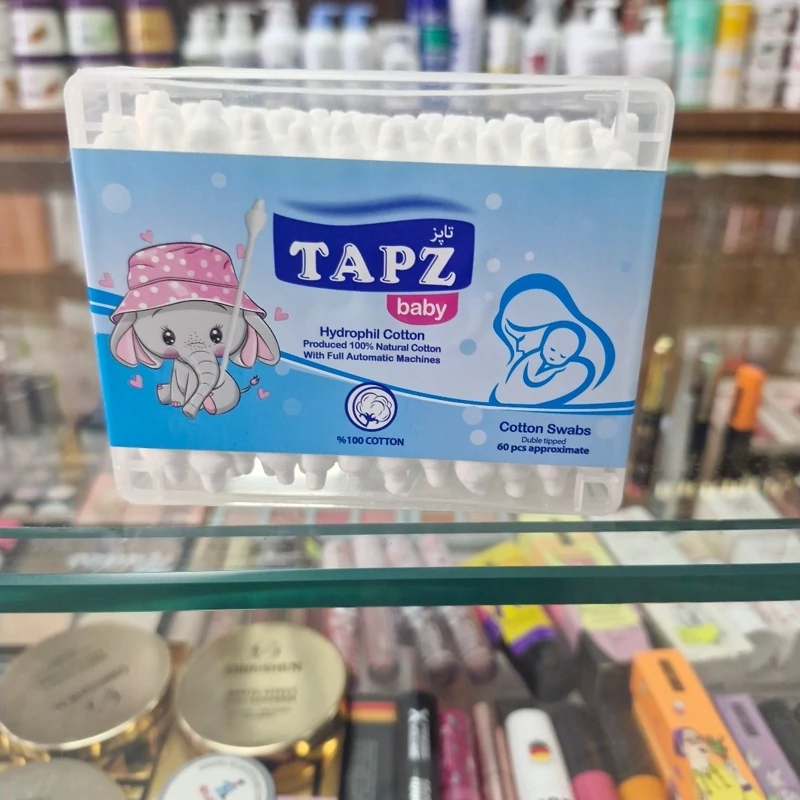 تاپز
TAPZ
baby
Hydrophil Cotton
Produced 100% Natural Cotton
With Full Automatic Machines
%100 COTTON
Cotton Swabs
Duble tipped
60 pcs approximate